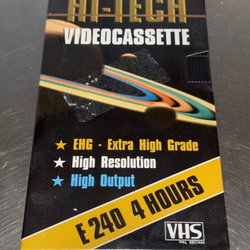 HI-TECH
VIDEOCASSETTE
EHG - Extra High Grade
High Resolution
High Output
E 240 4 HOURS
VHS
PAL SECAM